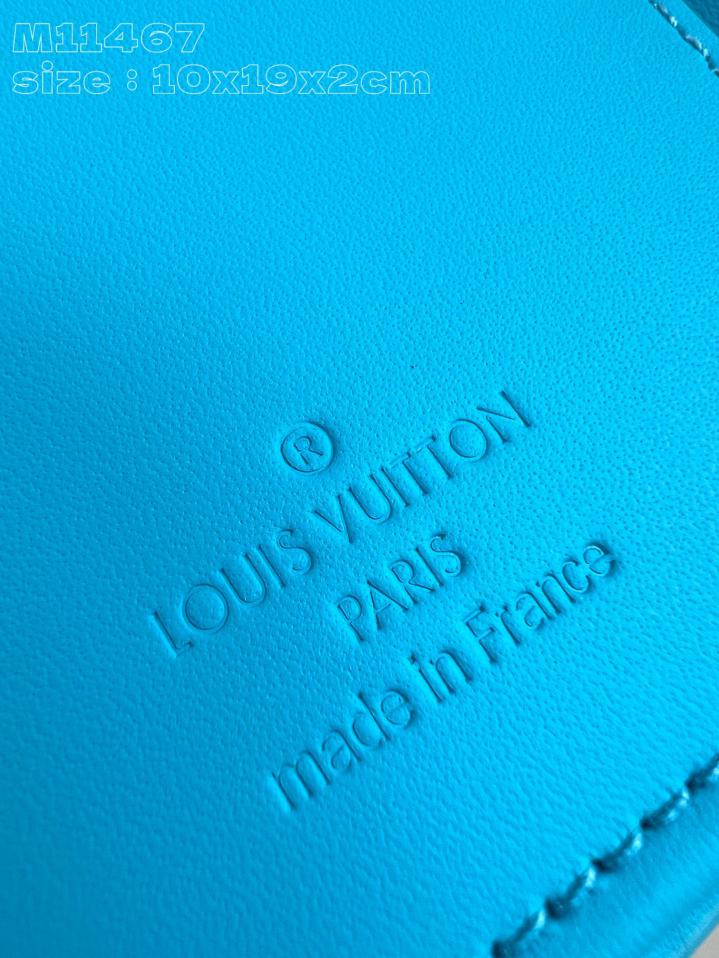 M11467
size : 10x19x2cm
®
LOUIS VUITTON
PARIS
made in France